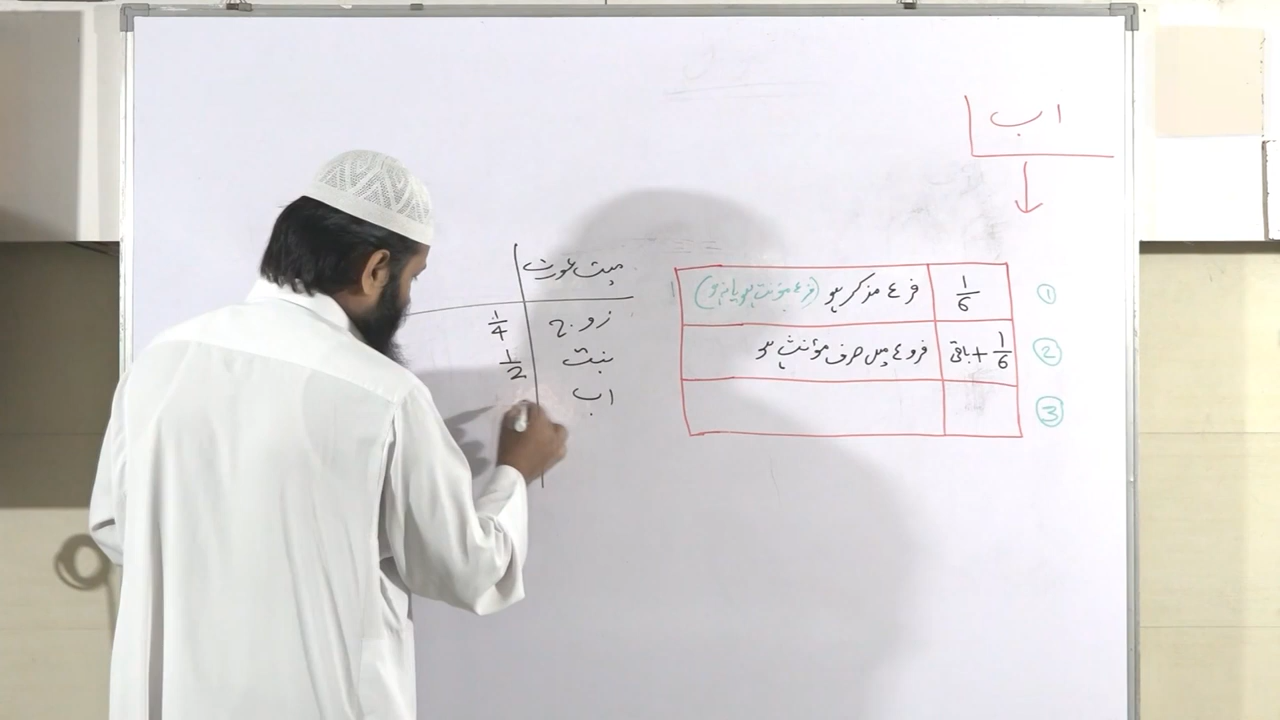 اب
1/6 فرع مذکر ہو (فرع مؤنث ہو یا نہ ہو) ①
1/6 + باقی فروع میں صرف مؤنث ہو ②
③
میت عورت
زوج 1/4
بنت 1/2
اب